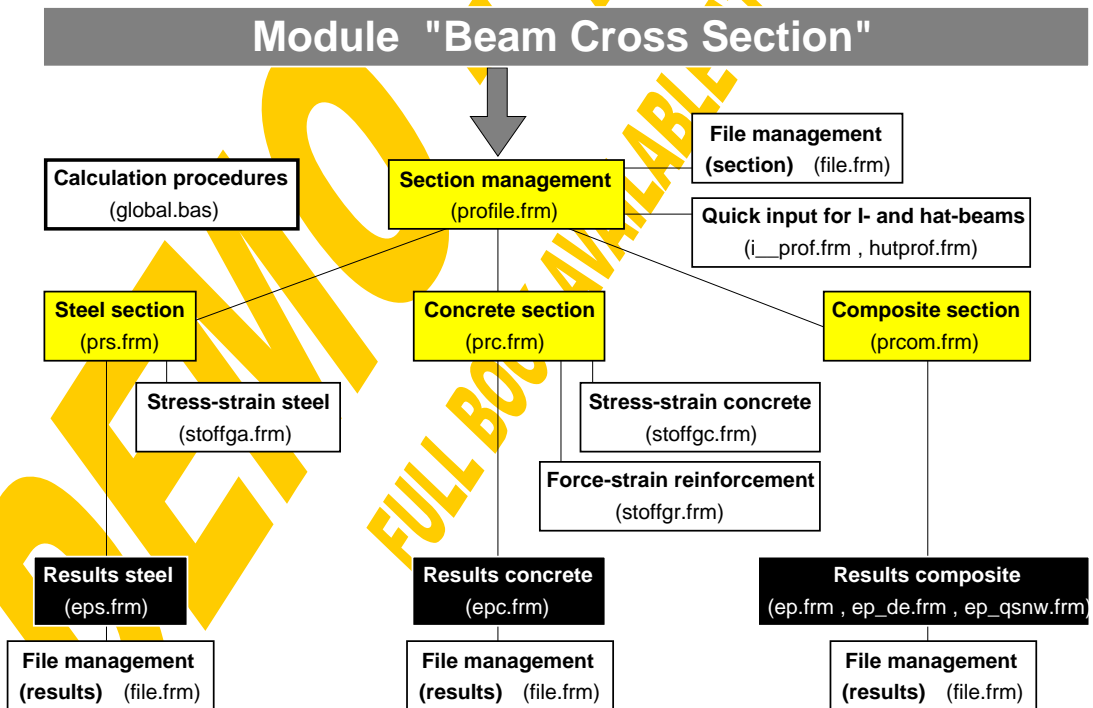 Module "Beam Cross Section"
File management
(section) (file.frm)
Calculation procedures
(global.bas)
Section management
(profile.frm)
Quick input for I- and hat-beams
(i__prof.frm , hutprof.frm)
Steel section
(prs.frm)
Concrete section
(prc.frm)
Composite section
(prcom.frm)
Stress-strain steel
(stoffga.frm)
Stress-strain concrete
(stoffgc.frm)
Force-strain reinforcement
(stoffgr.frm)
Results steel
(eps.frm)
Results concrete
(epc.frm)
Results composite
(ep.frm , ep_de.frm , ep_qsnw.frm)
File management
(results) (file.frm)
File management
(results) (file.frm)
File management
(results) (file.frm)
DEMO
FULL BOOK AVAILABLE